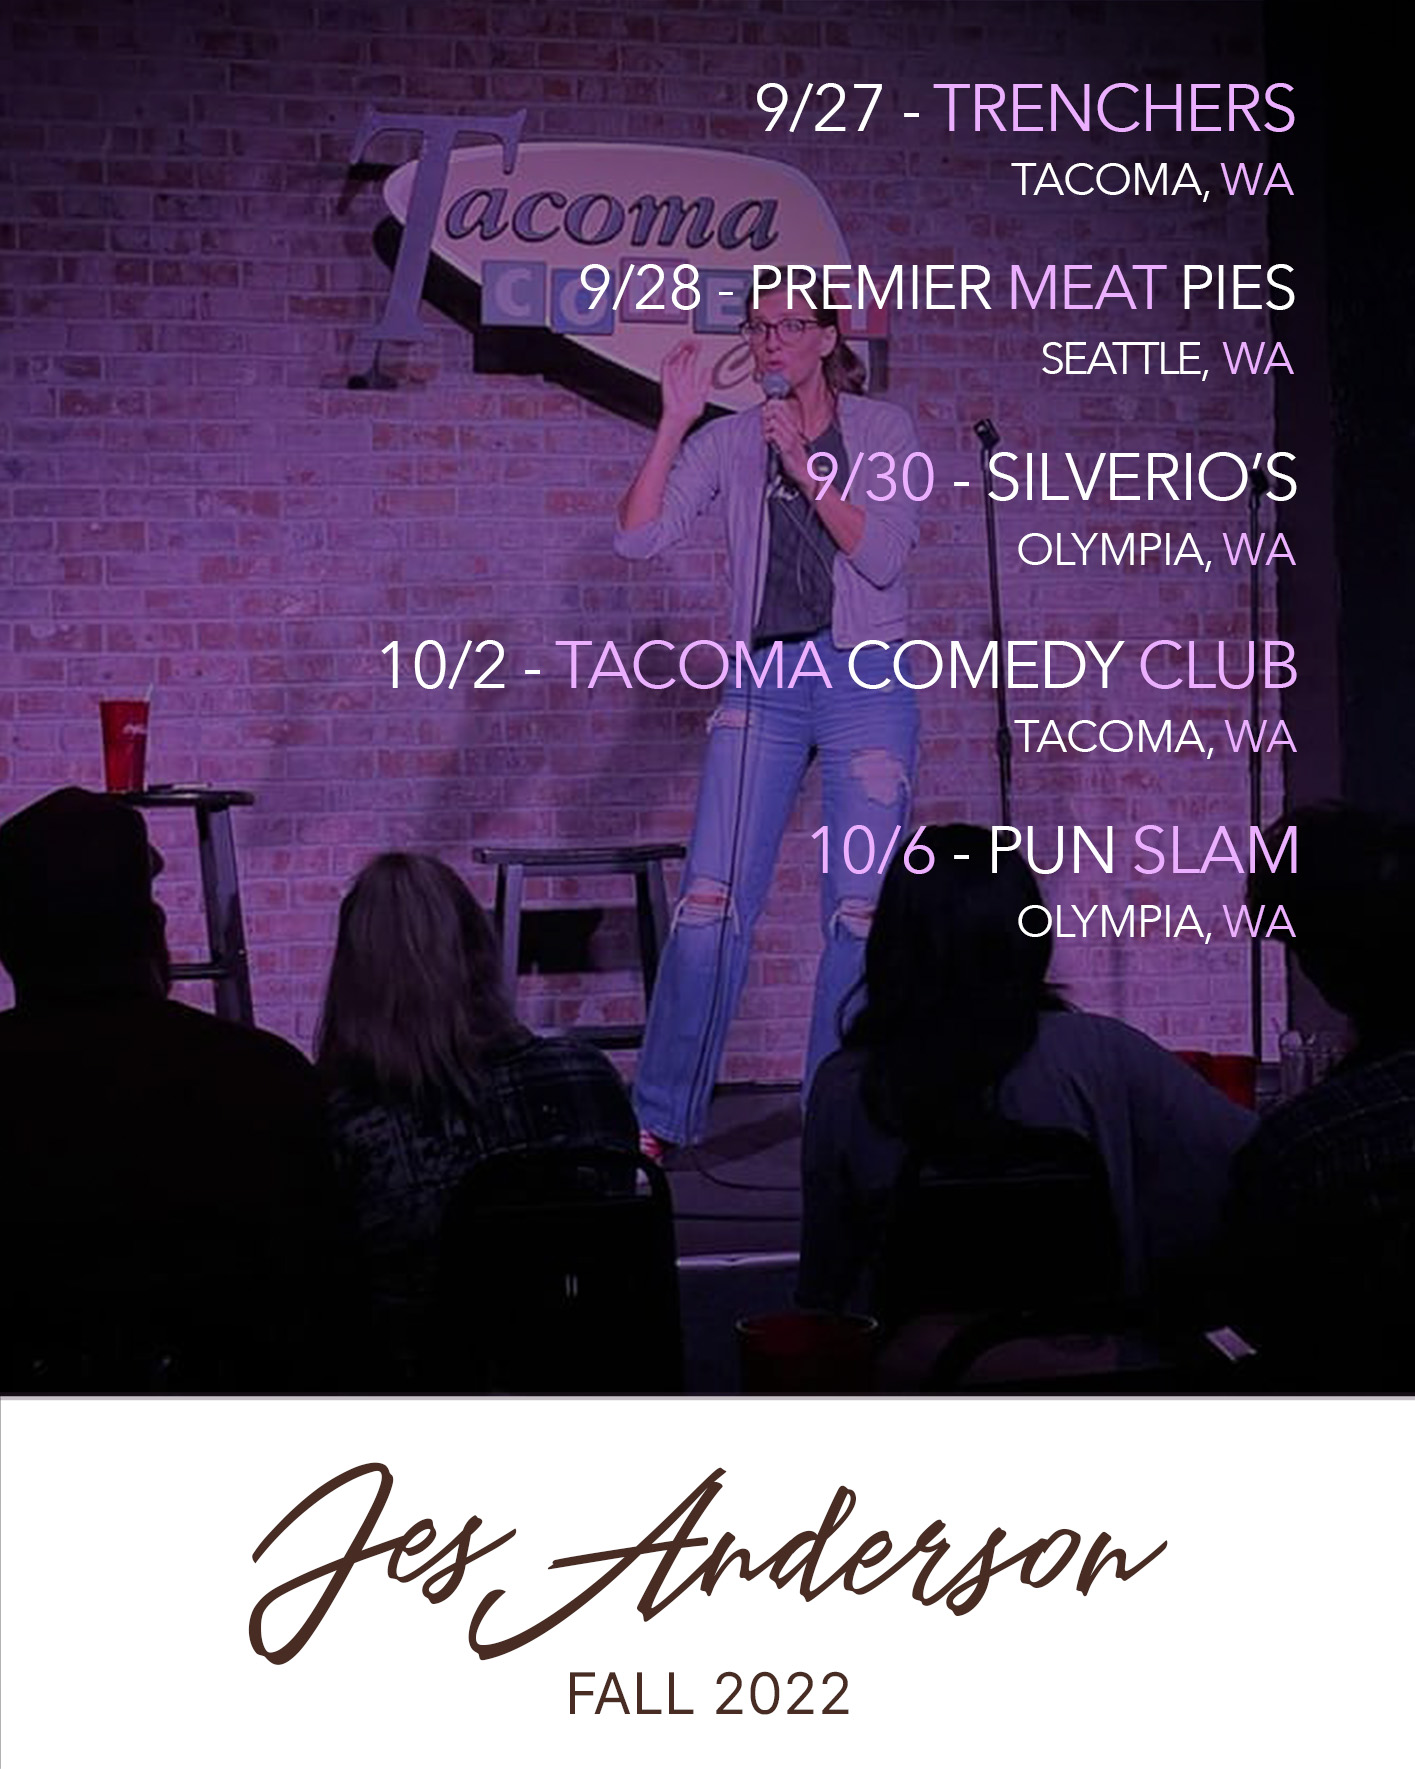 9/27 - TRENCHERS
TACOMA, WA
Tacoma
9/28 - PREMIER MEAT PIES
SEATTLE, WA
9/30 - SILVERIO'S
OLYMPIA, WA
10/2 - TACOMA COMEDY CLUB
TACOMA, WA
10/6 - PUN SLAM
OLYMPIA, WA
Jes Anderson
FALL 2022